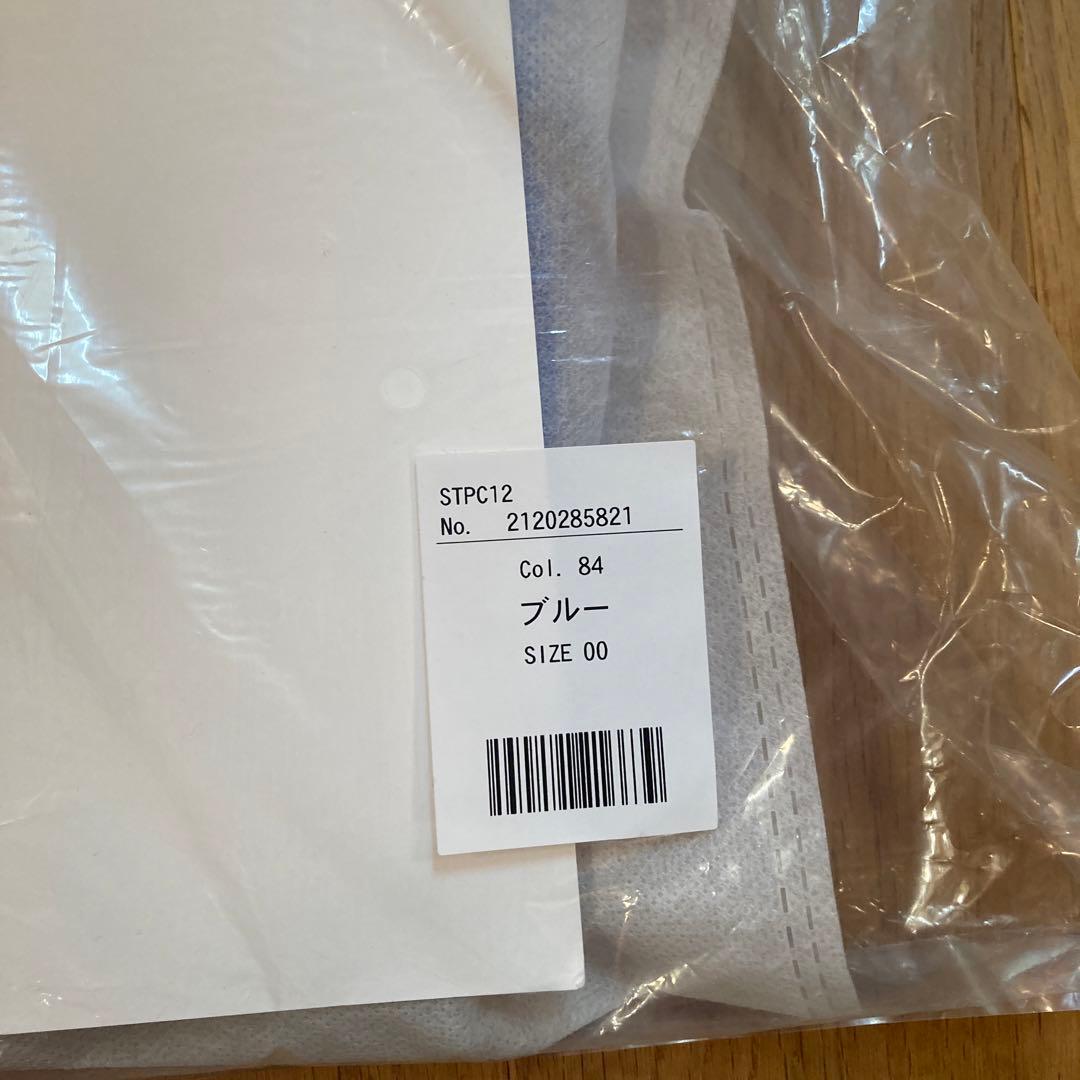 STPC12
No. 2120285821
Col. 84
ブルー
SIZE 00